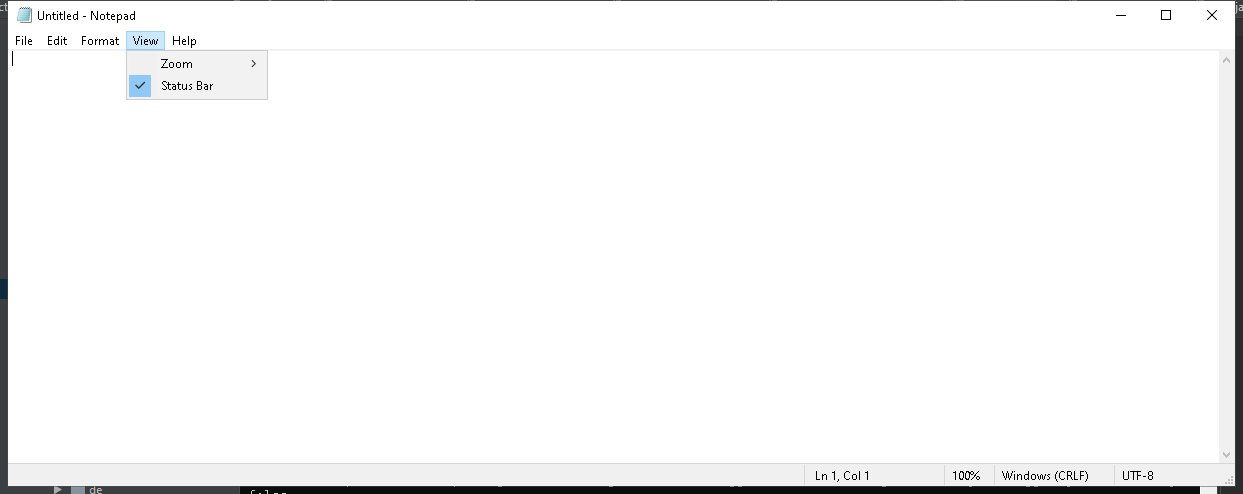 Untitled - Notepad
File Edit Format View Help
Zoom
Status Bar
Ln 1, Col 1 100% Windows (CRLF) UTF-8
de